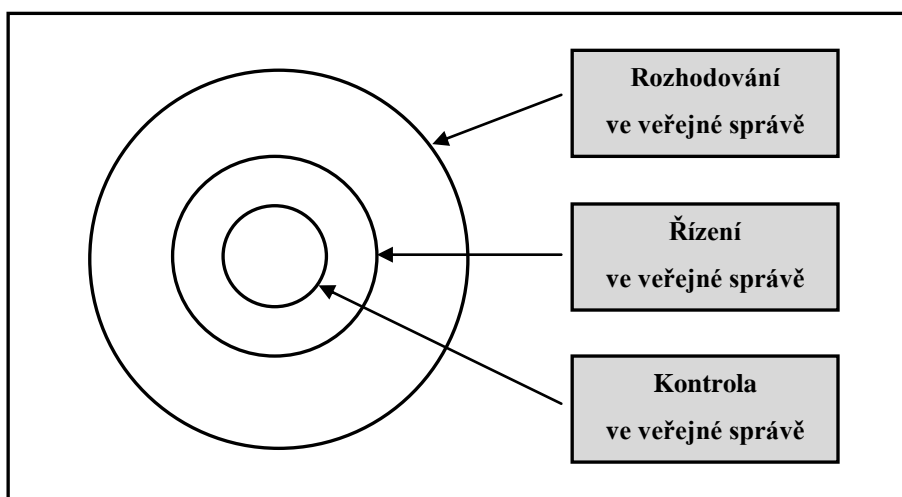 Rozhodování
ve veřejné správě
Řízení
ve veřejné správě
Kontrola
ve veřejné správě